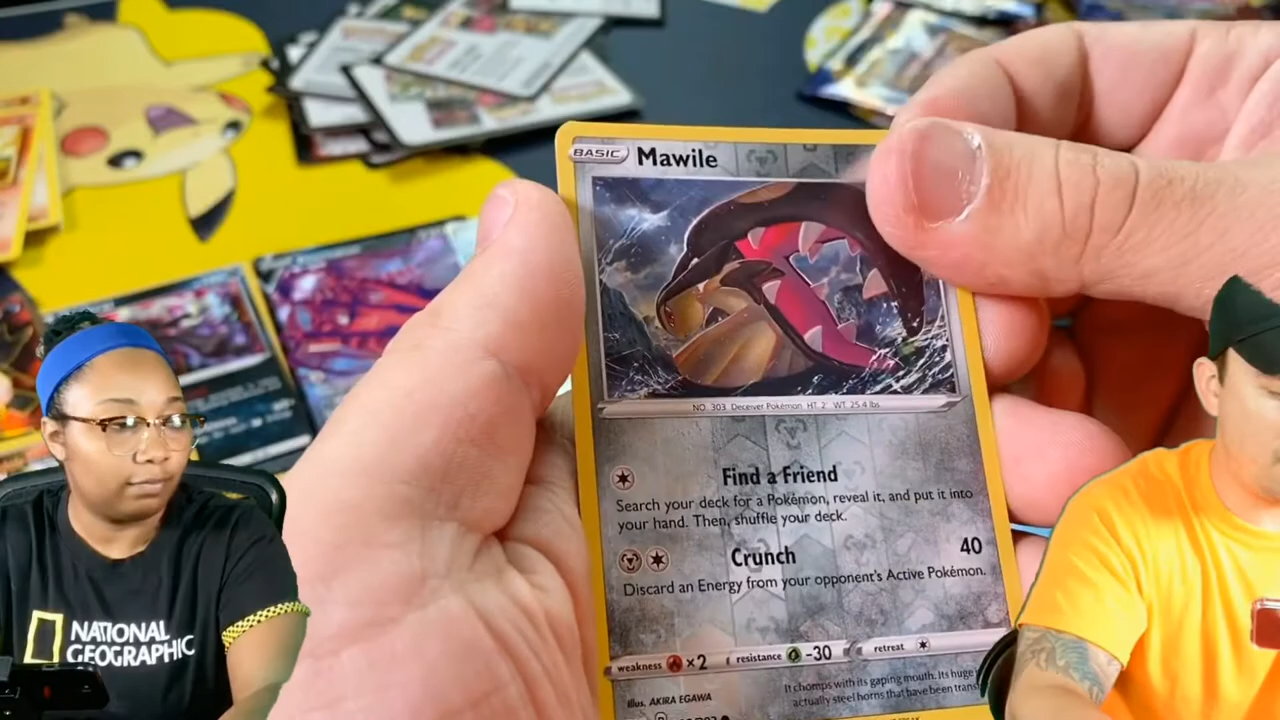 BASIC Mawile
NO. 303 Deceiver Pokémon HT. 2' WT. 25.4 lbs
Find a Friend
Search your deck for a Pokémon, reveal it, and put it into
your hand. Then, shuffle your deck.
Crunch 40
Discard an Energy from your opponent's Active Pokémon.
weakness ×2 resistance -30 retreat
Illus. AKIRA EGAWA
It chomps with its gaping mouth. Its huge
actually steel horns that have been
NATIONAL
GEOGRAPHIC